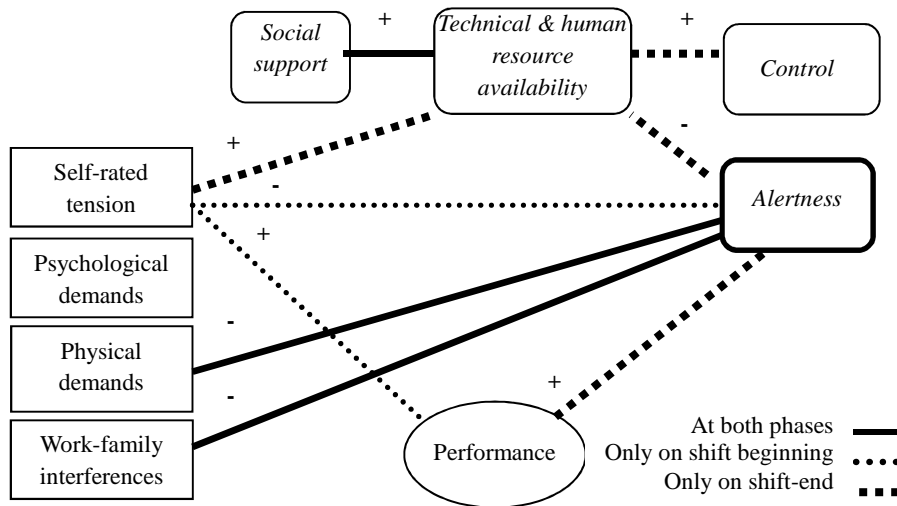 +
+
Social
support
Technical & human
resource
availability
Control
+
-
Self-rated
tension
-
Alertness
+
Psychological
demands
-
Physical
demands
-
+
Work-family
interferences
Performance
At both phases
Only on shift beginning
Only on shift-end